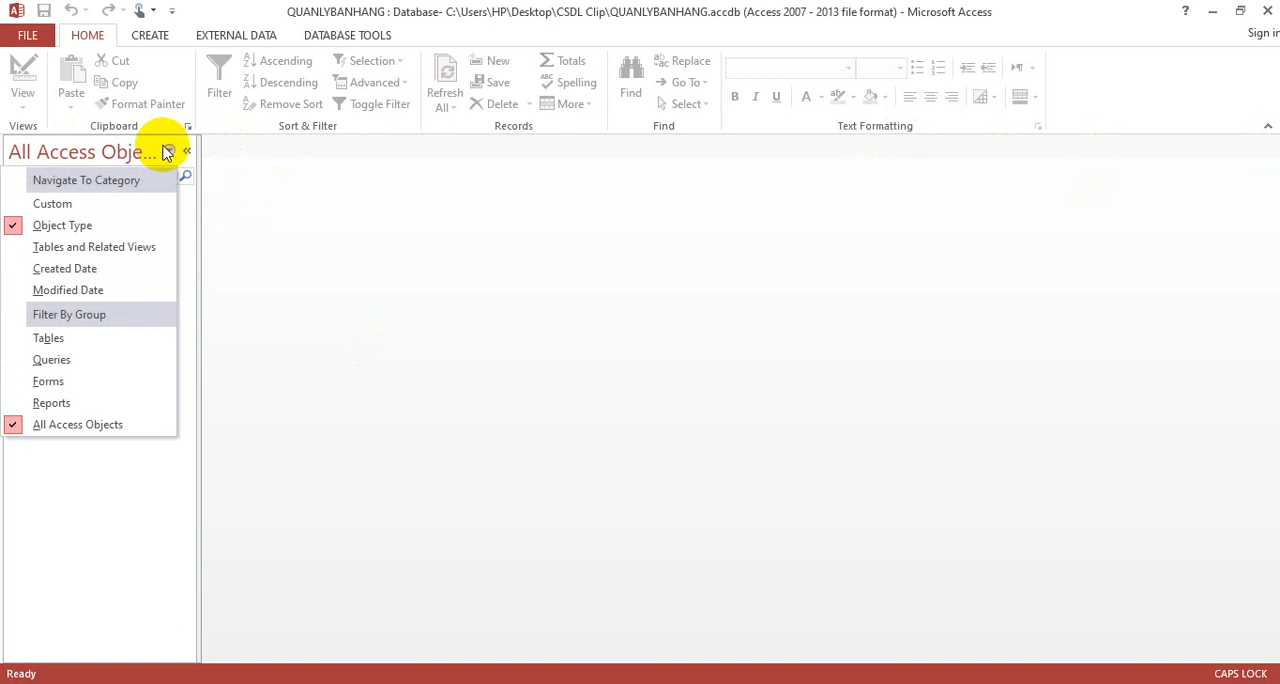 QUANLYBANHANG : Database- C:\Users\HP\Desktop\CSDL Clip\QUANLYBANHANG.accdb (Access 2007 - 2013 file format) - Microsoft Access
?
FILE HOME CREATE EXTERNAL DATA DATABASE TOOLS
Sign in
View
Views
Paste
Cut
Copy
Format Painter
Clipboard
Filter
Ascending
Descending
Remove Sort
Selection
Advanced
Toggle Filter
Sort & Filter
Refresh
All
New
Save
Delete
Totals
Spelling
More
Records
Find
Replace
Go To
Select
Find
B I U A
Text Formatting
All Access Obje...
Navigate To Category
Custom
Object Type
Tables and Related Views
Created Date
Modified Date
Filter By Group
Tables
Queries
Forms
Reports
All Access Objects
Ready
CAPS LOCK